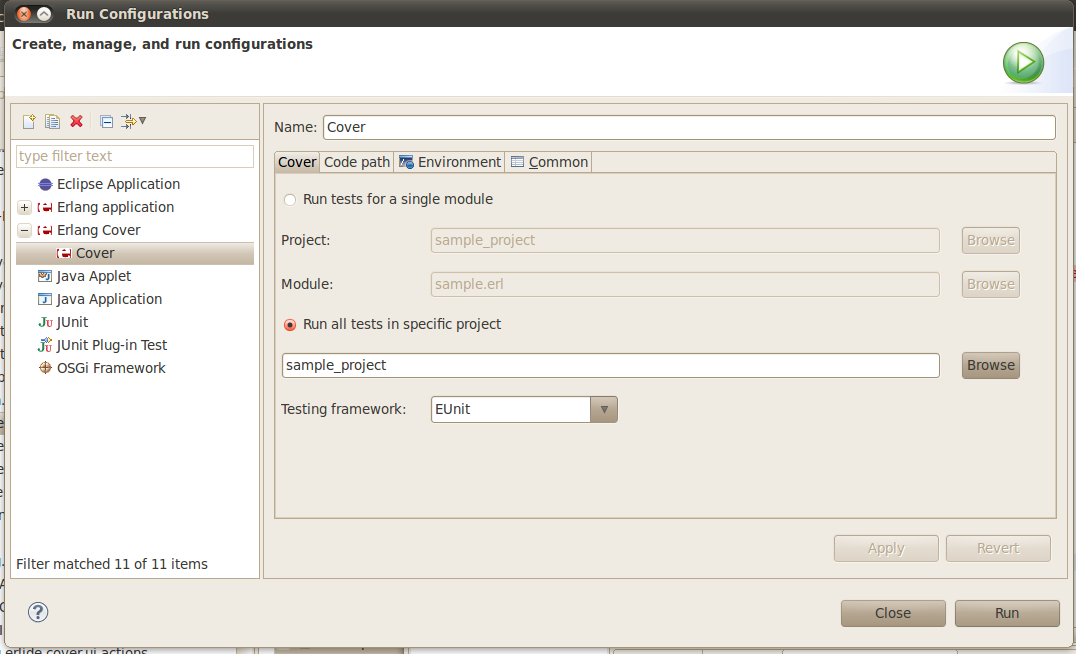 Run Configurations
Create, manage, and run configurations
type filter text
Eclipse Application
Erlang application
Erlang Cover
Cover
Java Applet
Java Application
JUnit
JUnit Plug-in Test
OSGi Framework
Filter matched 11 of 11 items
Name: Cover
Cover Code path Environment Common
Run tests for a single module
Project: sample_project Browse
Module: sample.erl Browse
Run all tests in specific project
sample_project Browse
Testing framework: EUnit
Apply Revert
Close Run
erlide.cover.ui.actions